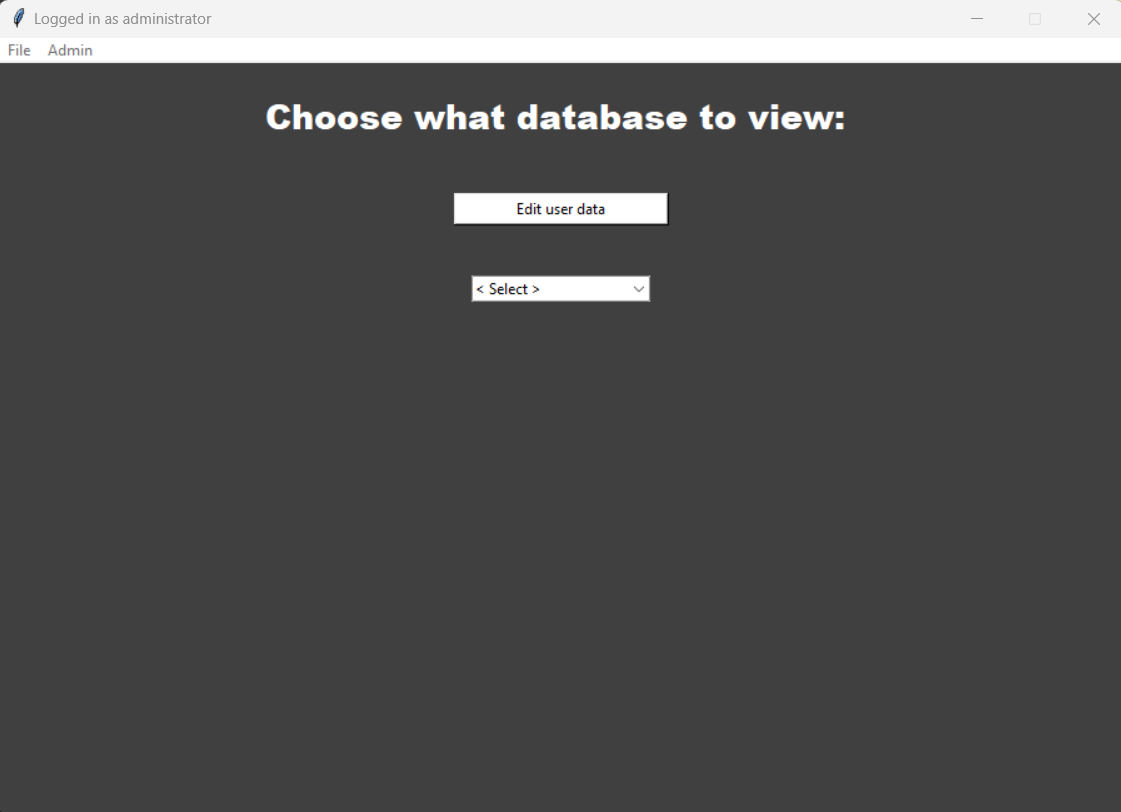 Logged in as administrator
File Admin
Choose what database to view:
Edit user data
< Select >